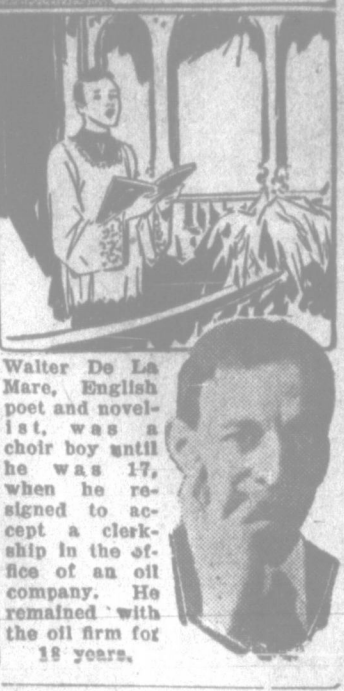 Walter De La
Mare, English
poet and novel-
ist, was a
choir boy until
he was 17,
when he re-
signed to ac-
cept a clerk-
ship in the of-
fice of an oil
company. He
remained with
the oil firm for
18 years.